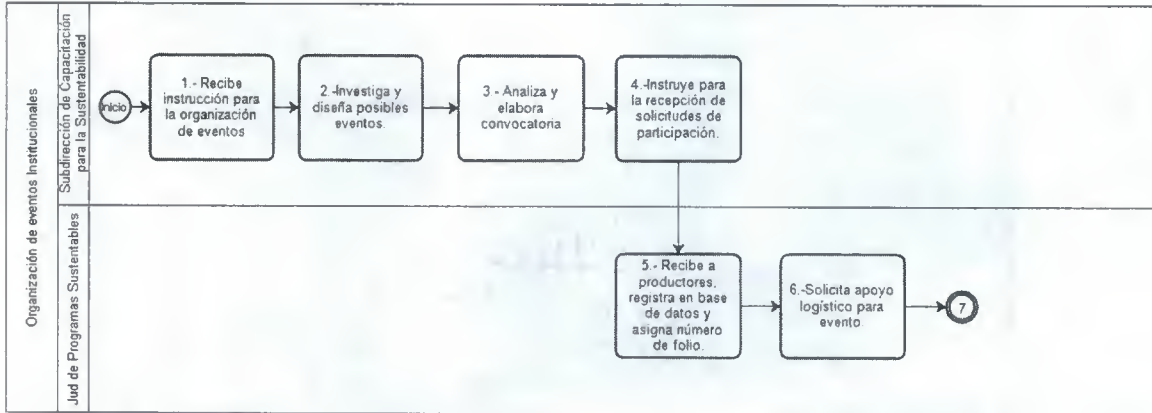 Organización de eventos Institucionales
Subdirección de Capacitación
para la Sustentabilidad
Inicio
1.- Recibe
instrucción para
la organización
de eventos
2.-Investiga y
diseña posibles
eventos.
3.- Analiza y
elabora
convocatoria
4.-Instruye para
la recepción de
solicitudes de
participación.
Jud de Programas Sustentables
5.- Recibe a
productores,
registra en base
de datos y
asigna número
de folio.
6.-Solicita apoyo
logístico para
evento.
7